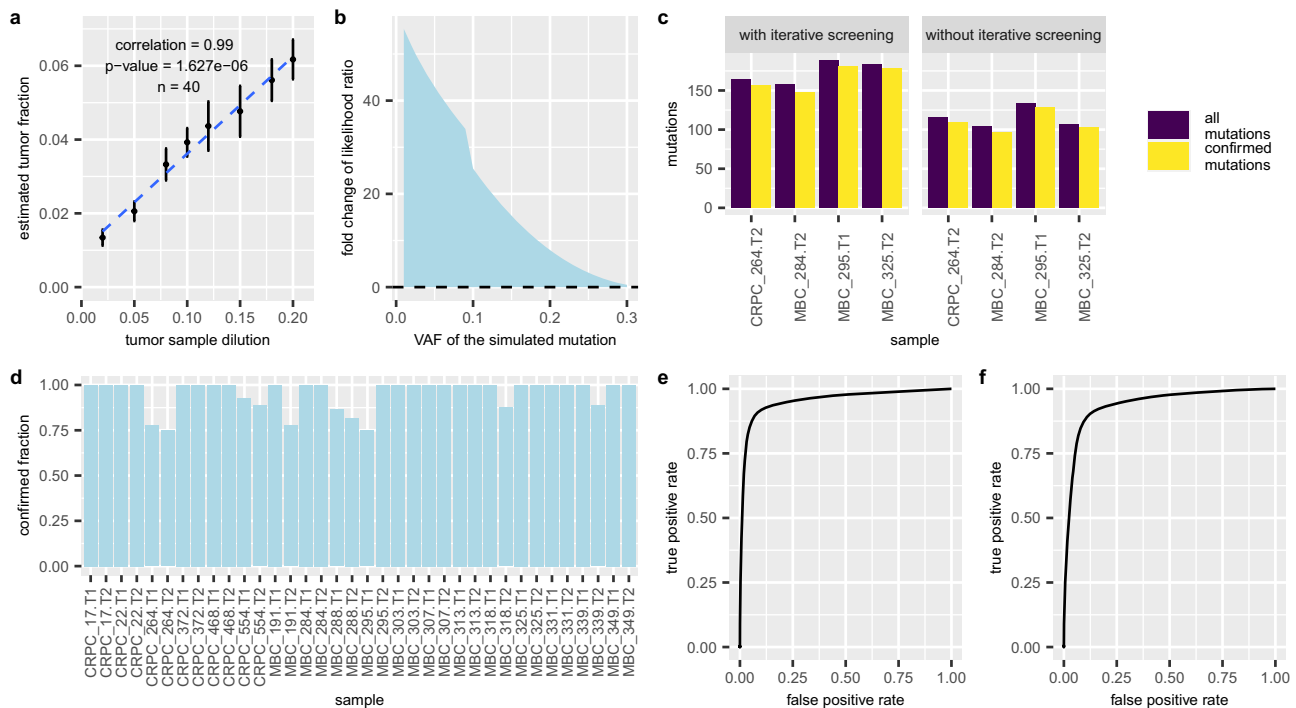 a
correlation = 0.99
p−value = 1.627e−06
n = 40
estimated tumor fraction
0.06
0.04
0.02
0.00
0.00
0.05
0.10
0.15
0.20
tumor sample dilution
b
fold change of likelihood ratio
40
20
0
0.0
0.1
0.2
0.3
VAF of the simulated mutation
c
with iterative screening
without iterative screening
mutations
150
100
50
0
CRPC_264.T2
MBC_284.T2
MBC_295.T1
MBC_325.T2
CRPC_264.T2
MBC_284.T2
MBC_295.T1
MBC_325.T2
sample
all
mutations
confirmed
mutations
d
confirmed fraction
1.00
0.75
0.50
0.25
0.00
CRPC_17.T1
CRPC_17.T2
CRPC_22.T1
CRPC_22.T2
CRPC_264.T1
CRPC_264.T2
CRPC_372.T1
CRPC_372.T2
CRPC_468.T1
CRPC_468.T2
CRPC_554.T1
CRPC_554.T2
MBC_191.T1
MBC_191.T2
MBC_284.T1
MBC_284.T2
MBC_288.T1
MBC_288.T2
MBC_295.T1
MBC_295.T2
MBC_303.T1
MBC_303.T2
MBC_307.T1
MBC_307.T2
MBC_313.T1
MBC_313.T2
MBC_318.T1
MBC_318.T2
MBC_325.T1
MBC_325.T2
MBC_331.T1
MBC_331.T2
MBC_339.T1
MBC_339.T2
MBC_349.T1
MBC_349.T2
sample
e
true positive rate
1.00
0.75
0.50
0.25
0.00
0.00
0.25
0.50
0.75
1.00
false positive rate
f
true positive rate
1.00
0.75
0.50
0.25
0.00
0.00
0.25
0.50
0.75
1.00
false positive rate